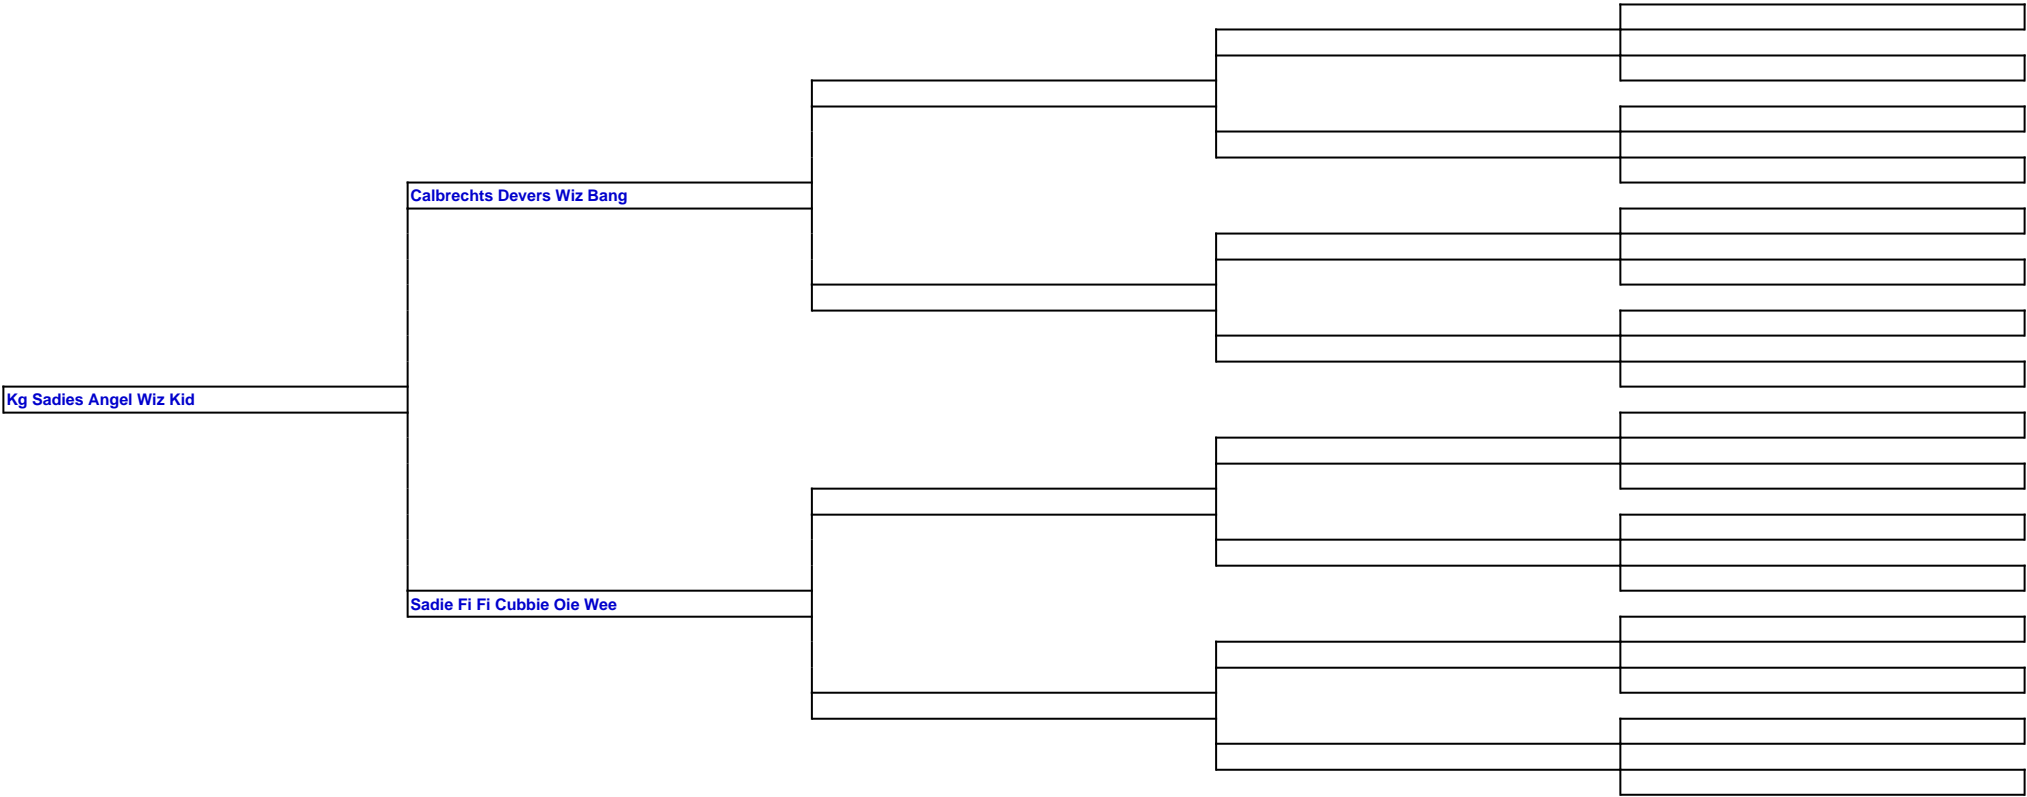 Calbrechts Devers Wiz Bang
Kg Sadies Angel Wiz Kid
Sadie Fi Fi Cubbie Oie Wee